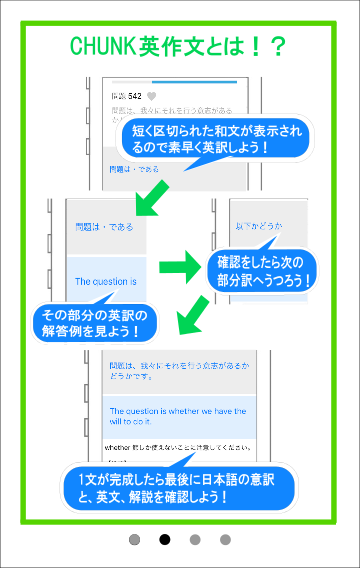 CHUNK英作文とは！？
問題 542
問題は、我々にそれを行う意志がある
短く区切られた和文が表示され
るので素早く英訳しよう！
問題は・である
問題は・である
以下かどうか
The question is
確認をしたら次の
部分訳へうつろう！
その部分の英訳の
解答例を見よう！
問題は、我々にそれを行う意志があるか
どうかです。
The question is whether we have the
will to do it.
whether 節しか使えないことに注意してください。
1文が完成したら最後に日本語の意訳
と、英文、解説を確認しよう！